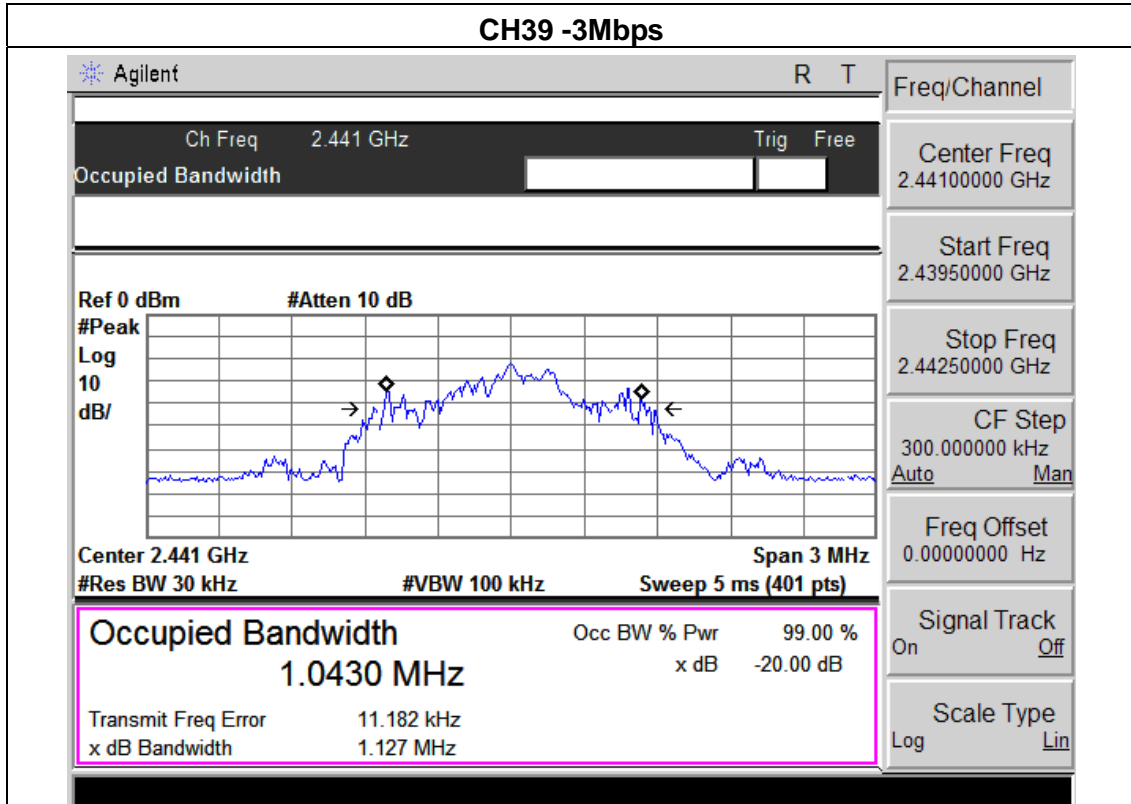 CH39 -3Mbps
Agilent R T
Ch Freq 2.441 GHz Trig Free
Occupied Bandwidth
Ref 0 dBm #Atten 10 dB
#Peak
Log
10
dB/
Center 2.441 GHz Span 3 MHz
#Res BW 30 kHz #VBW 100 kHz Sweep 5 ms (401 pts)
Occupied Bandwidth Occ BW % Pwr 99.00 %
1.0430 MHz x dB -20.00 dB
Transmit Freq Error 11.182 kHz
x dB Bandwidth 1.127 MHz
Freq/Channel
Center Freq
2.44100000 GHz
Start Freq
2.43950000 GHz
Stop Freq
2.44250000 GHz
CF Step
300.000000 kHz
Auto Man
Freq Offset
0.00000000 Hz
Signal Track
On Off
Scale Type
Log Lin